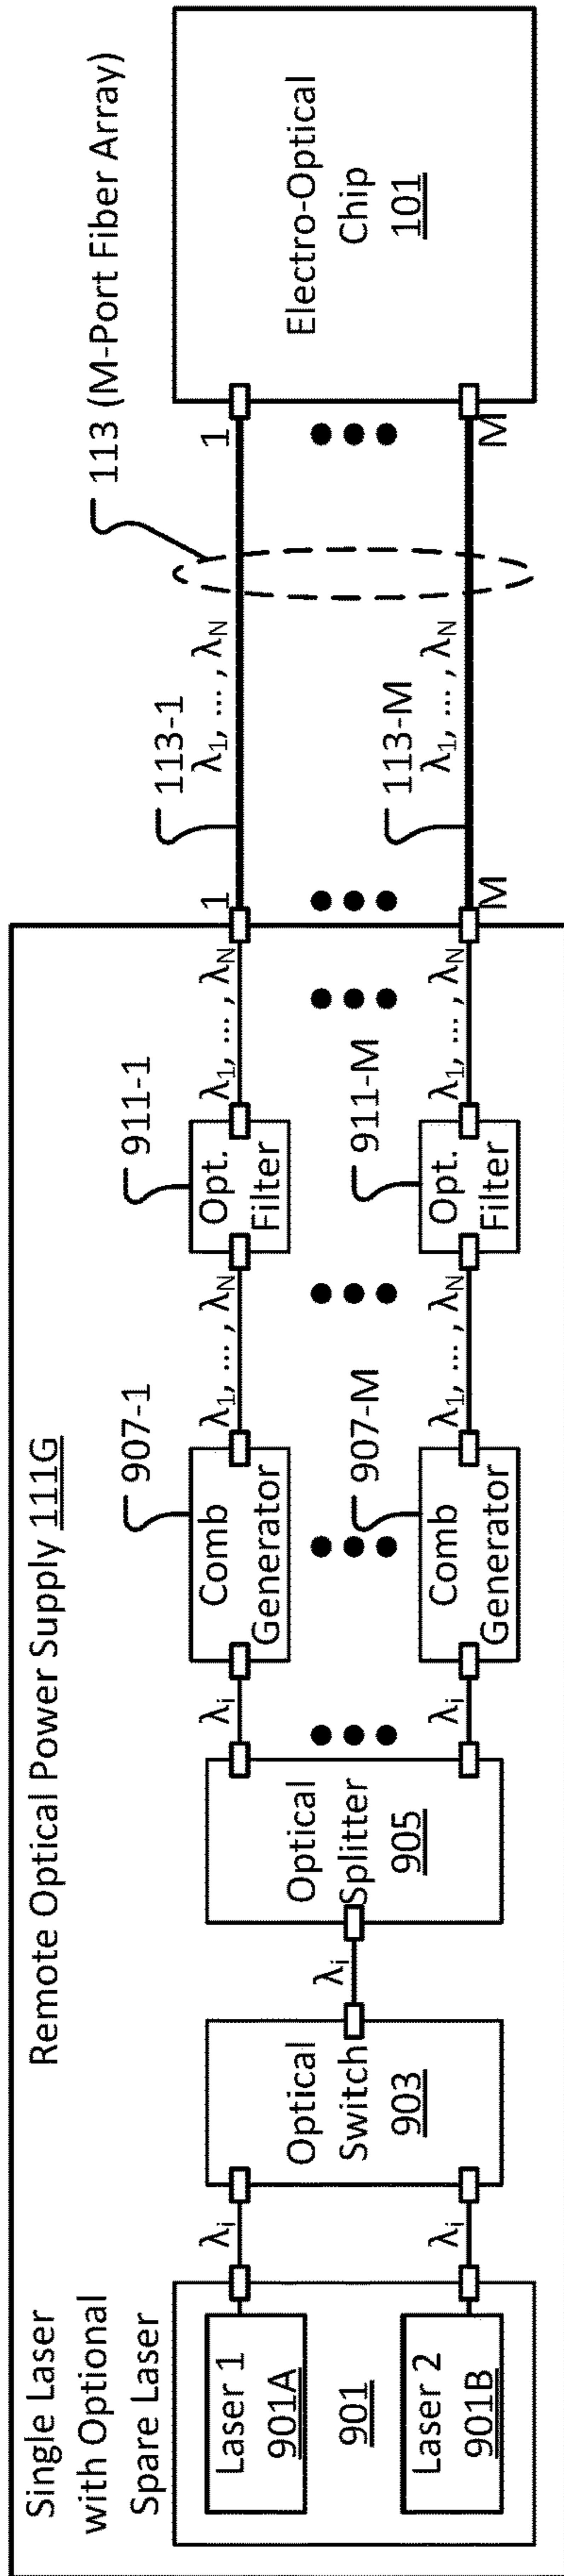 Remote Optical Power Supply 111G
Single Laser
with Optional
Spare Laser
Laser 1
901A
901
Laser 2
901B
λi
λi
Optical
Switch
903
λi
Optical
Splitter
905
λi
λi
907-1
Comb
Generator
907-M
Comb
Generator
λ1, ... , λN
λ1, ... , λN
911-1
Opt.
Filter
911-M
Opt.
Filter
λ1, ... , λN
λ1, ... , λN
1
M
113-1
λ1, ... , λN
113-M
λ1, ... , λN
113 (M-Port Fiber Array)
1
M
Electro-Optical
Chip
101